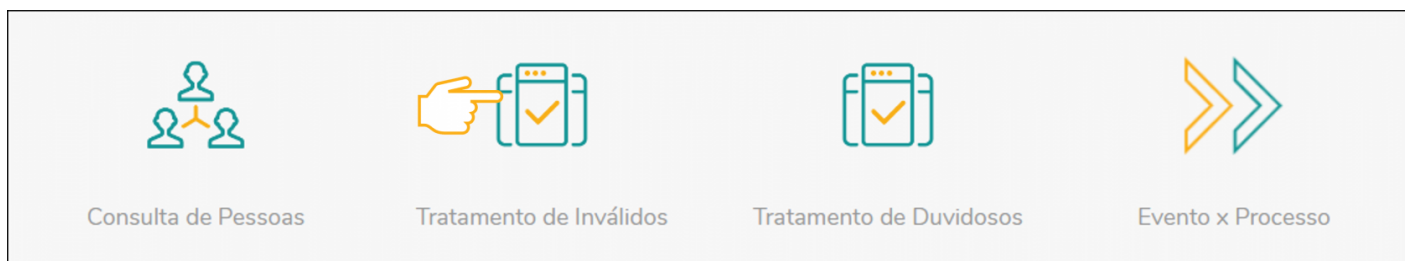 Consulta de Pessoas
Tratamento de Inválidos
Tratamento de Duvidosos
Evento x Processo